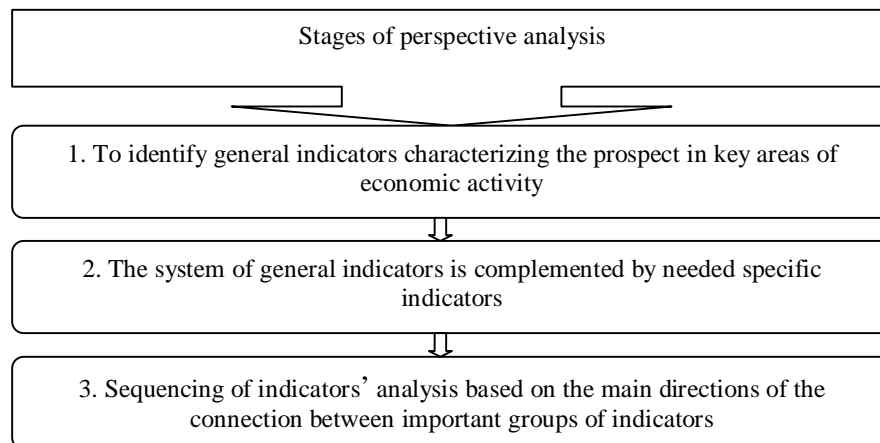 Stages of perspective analysis
1. To identify general indicators characterizing the prospect in key areas of
economic activity
2. The system of general indicators is complemented by needed specific
indicators
3. Sequencing of indicators’ analysis based on the main directions of the
connection between important groups of indicators